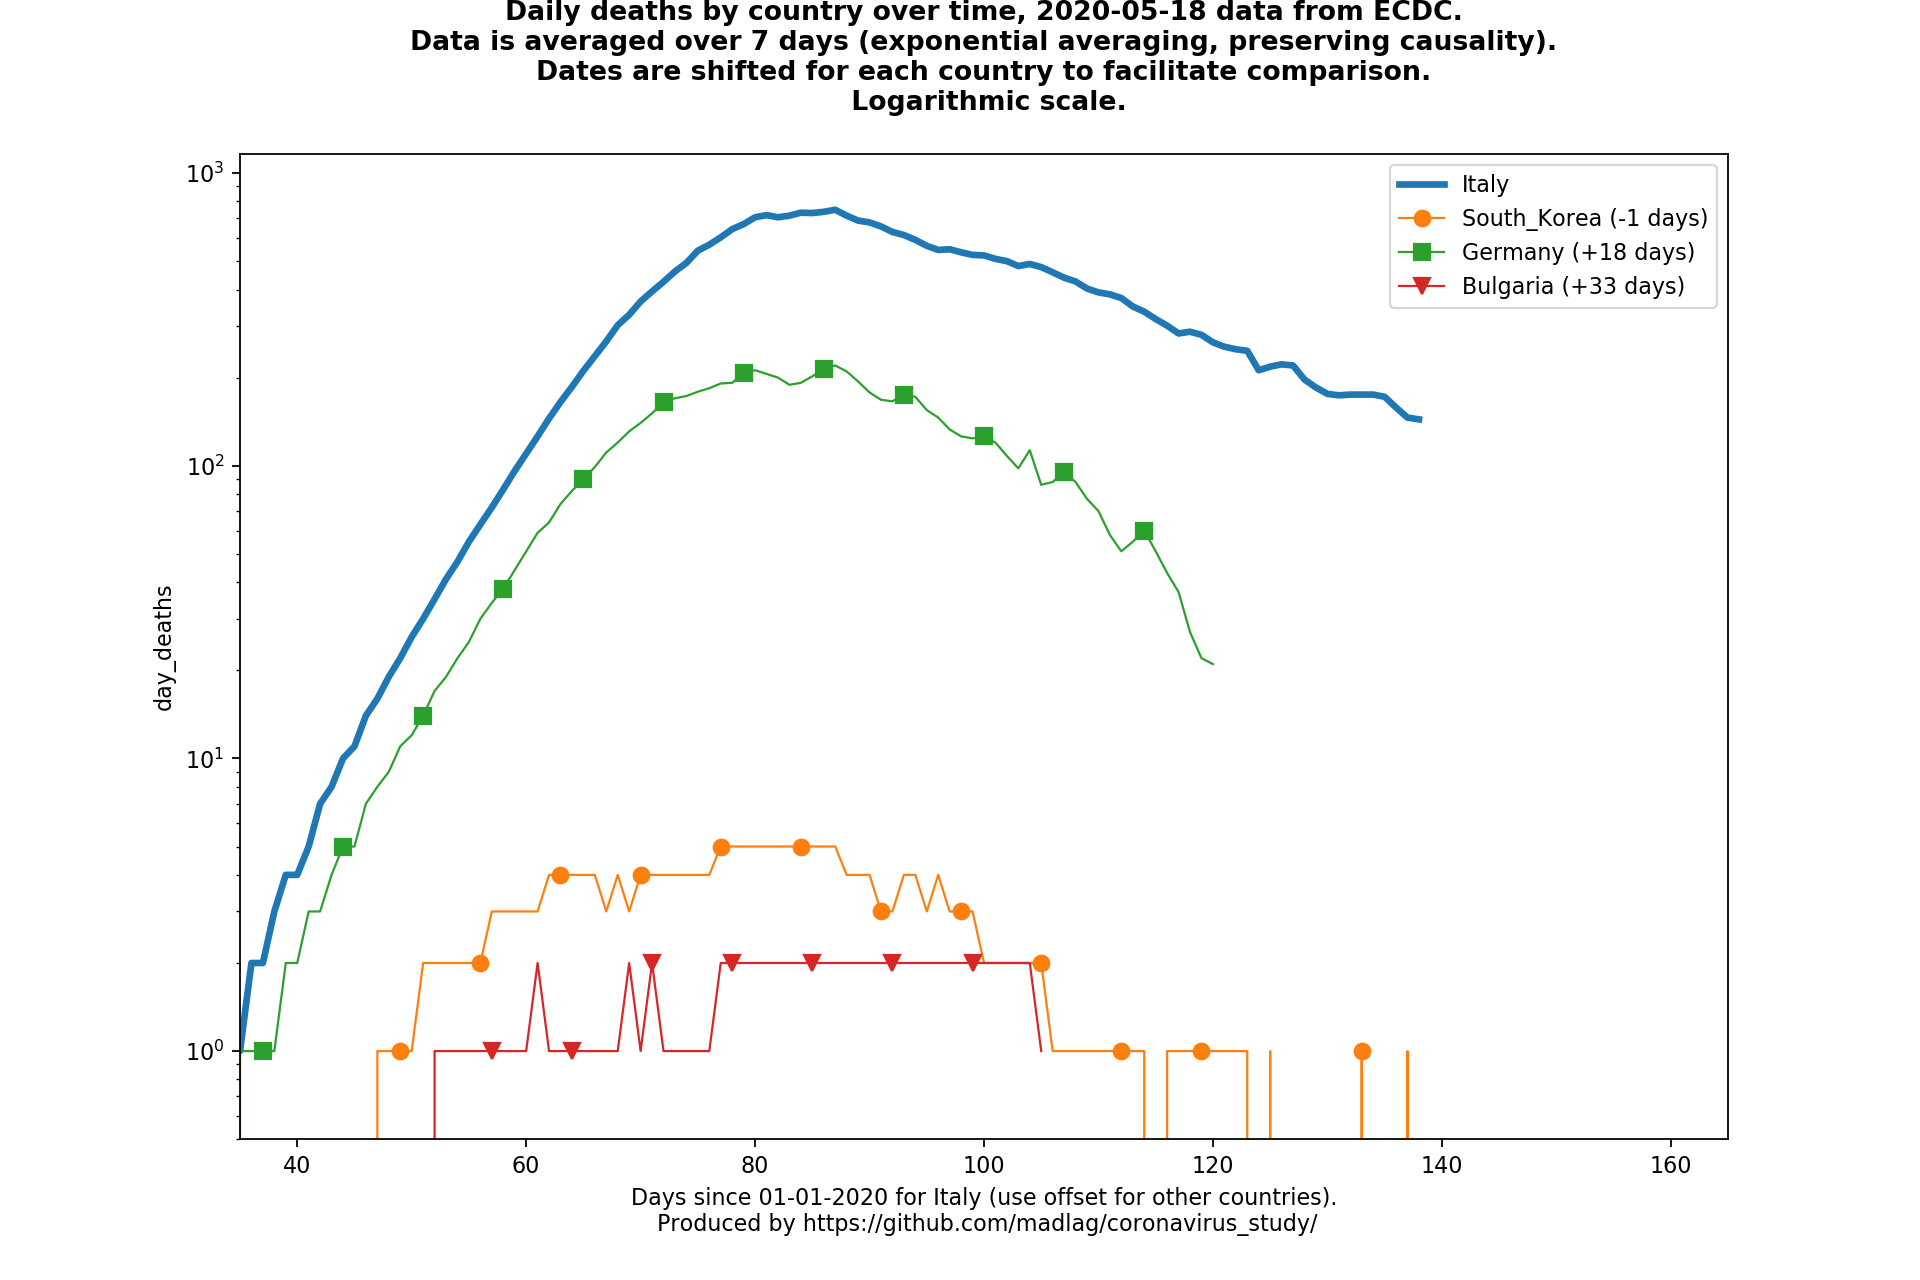 Daily deaths by country over time, 2020-05-18 data from ECDC.
Data is averaged over 7 days (exponential averaging, preserving causality).
Dates are shifted for each country to facilitate comparison.
Logarithmic scale.
10³
10²
10¹
10⁰
day_deaths
Italy
South_Korea (-1 days)
Germany (+18 days)
Bulgaria (+33 days)
40 60 80 100 120 140 160
Days since 01-01-2020 for Italy (use offset for other countries).
Produced by https://github.com/madlag/coronavirus_study/